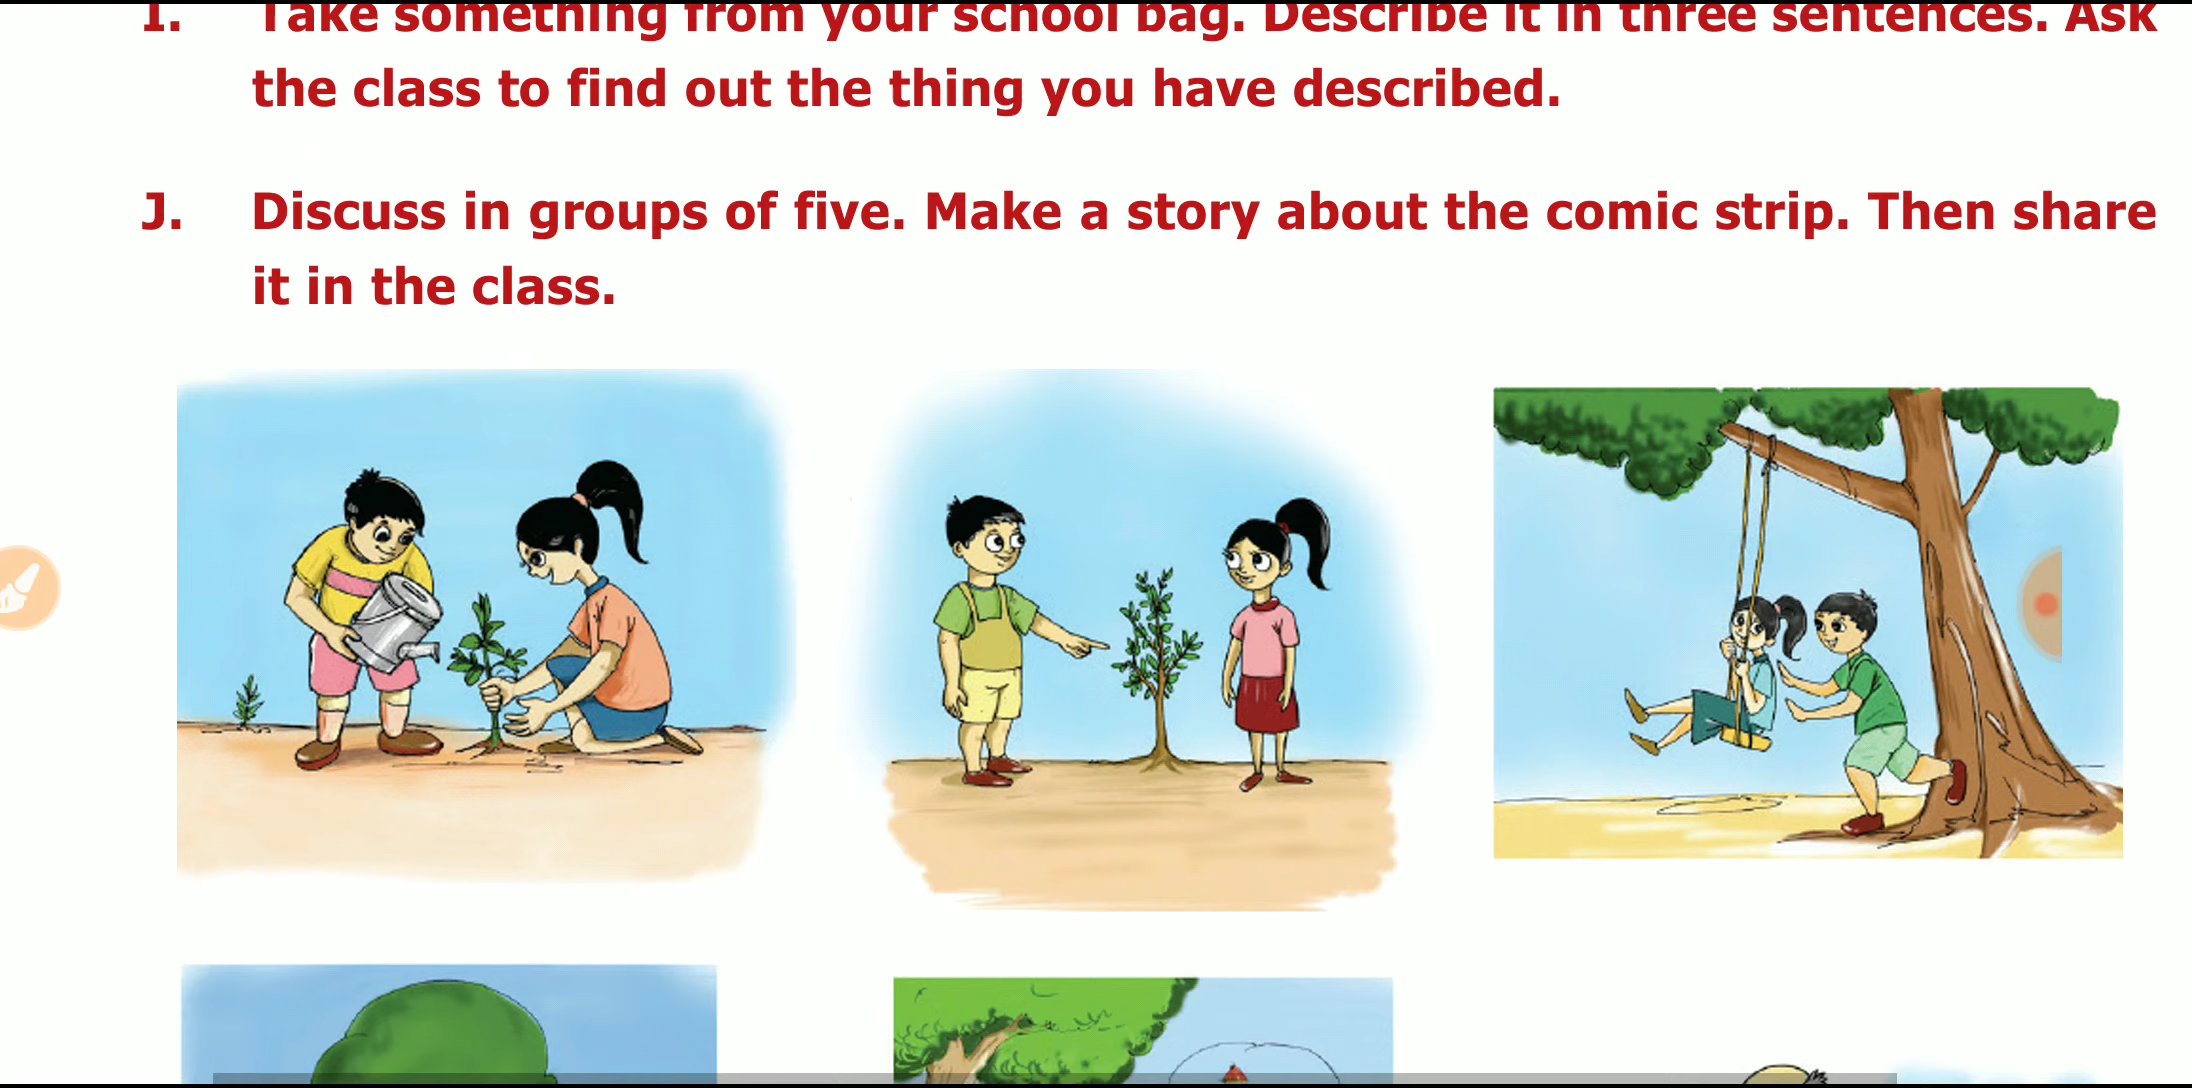 I. Take something from your school bag. Describe it in three sentences. Ask
the class to find out the thing you have described.
J. Discuss in groups of five. Make a story about the comic strip. Then share
it in the class.